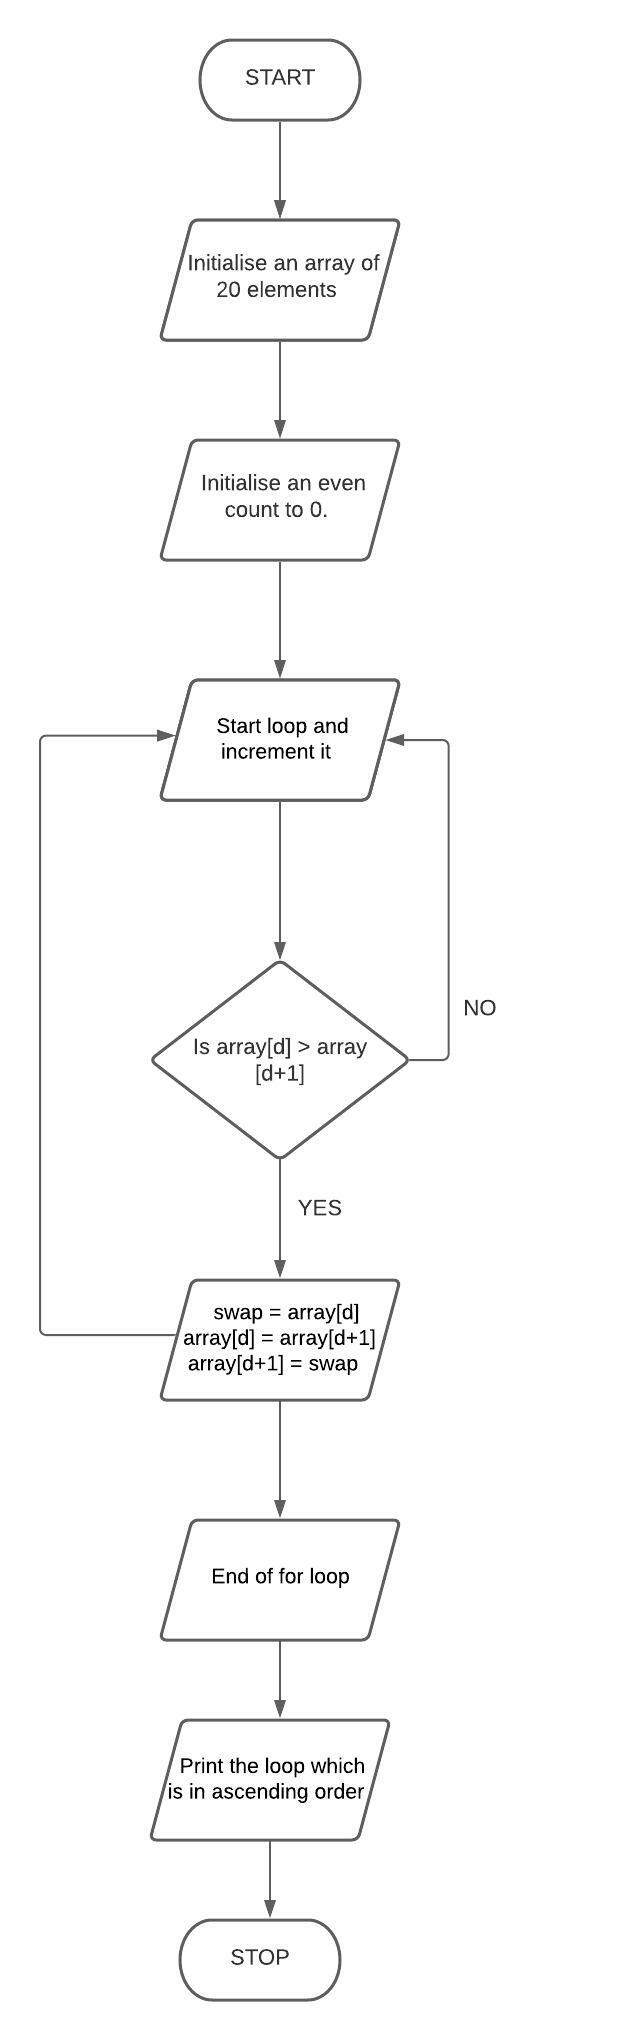 START
Initialise an array of
20 elements
Initialise an even
count to 0.
Start loop and
increment it
Is array[d] > array
[d+1]
NO
YES
swap = array[d]
array[d] = array[d+1]
array[d+1] = swap
End of for loop
Print the loop which
is in ascending order
STOP